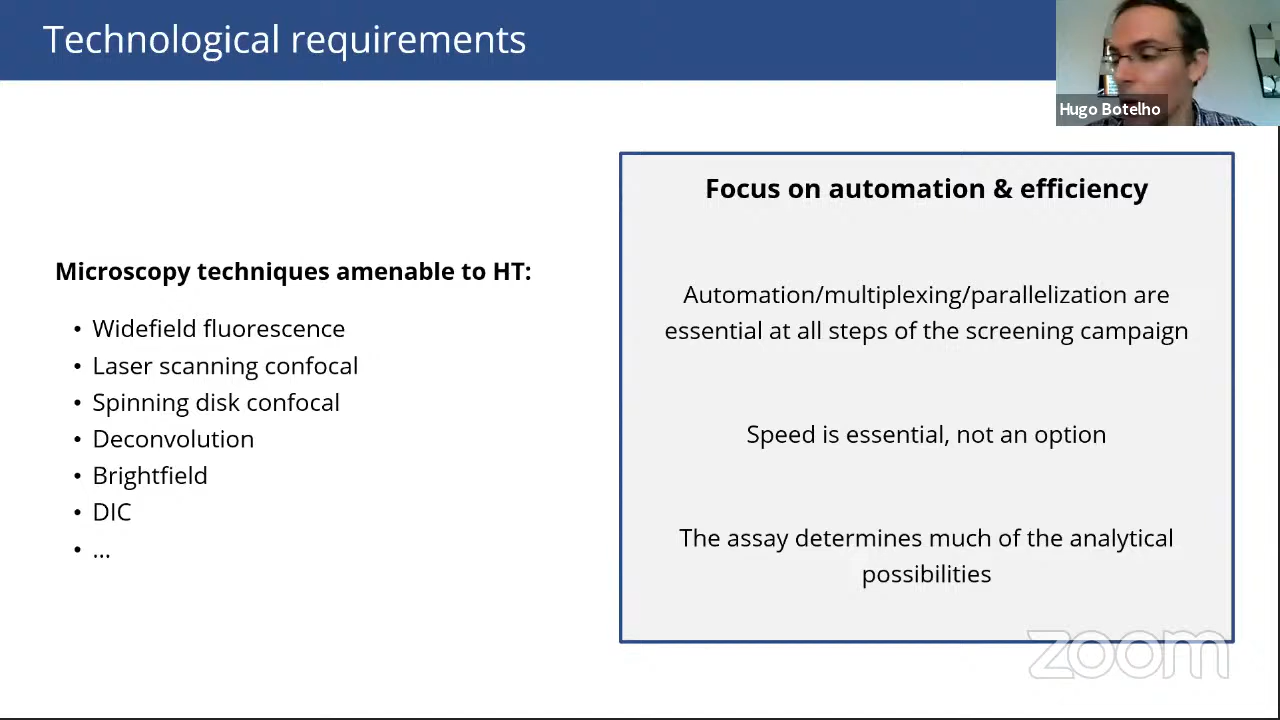 Technological requirements
Hugo Botelho
Microscopy techniques amenable to HT:
• Widefield fluorescence
• Laser scanning confocal
• Spinning disk confocal
• Deconvolution
• Brightfield
• DIC
• ...
Focus on automation & efficiency
Automation/multiplexing/parallelization are
essential at all steps of the screening campaign
Speed is essential, not an option
The assay determines much of the analytical
possibilities
zoom